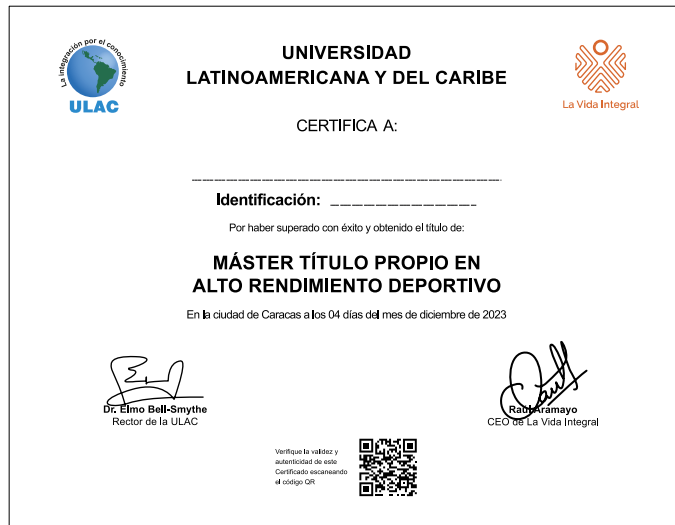 La integración por el conocimiento
ULAC
UNIVERSIDAD
LATINOAMERICANA Y DEL CARIBE
La Vida Integral
CERTIFICA A:
Identificación:
Por haber superado con éxito y obtenido el título de:
MÁSTER TÍTULO PROPIO EN
ALTO RENDIMIENTO DEPORTIVO
En la ciudad de Caracas a los 04 días del mes de diciembre de 2023
Dr. Elmo Bell-Smythe
Rector de la ULAC
Raúl Aramayo
CEO de La Vida Integral
Verifique la validez y
autenticidad de este
Certificado escaneando
el código QR